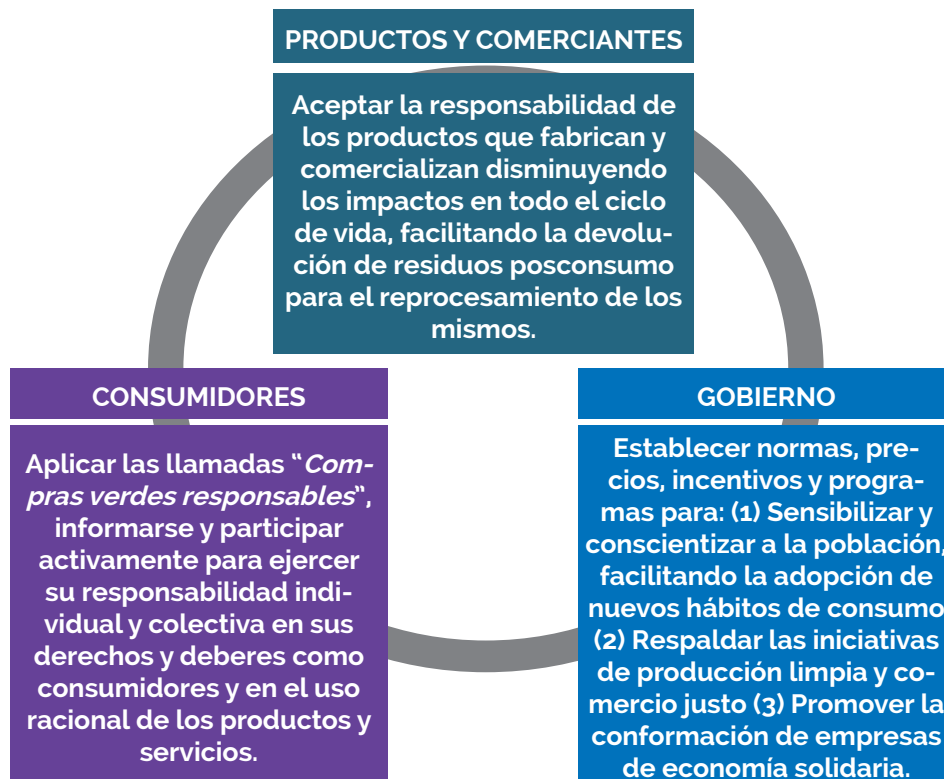 PRODUCTOS Y COMERCIANTES
Aceptar la responsabilidad de
los productos que fabrican y
comercializan disminuyendo
los impactos en todo el ciclo
de vida, facilitando la devolu-
ción de residuos posconsumo
para el reprocesamiento de los
mismos.
CONSUMIDORES
Aplicar las llamadas “Com-
pras verdes responsables”,
informarse y participar
activamente para ejercer
su responsabilidad indi-
vidual y colectiva en sus
derechos y deberes como
consumidores y en el uso
racional de los productos y
servicios.
GOBIERNO
Establecer normas, pre-
cios, incentivos y progra-
mas para: (1) Sensibilizar y
conscientizar a la población,
facilitando la adopción de
nuevos hábitos de consumo
(2) Respaldar las iniciativas
de producción limpia y co-
mercio justo (3) Promover la
conformación de empresas
de economía solidaria.